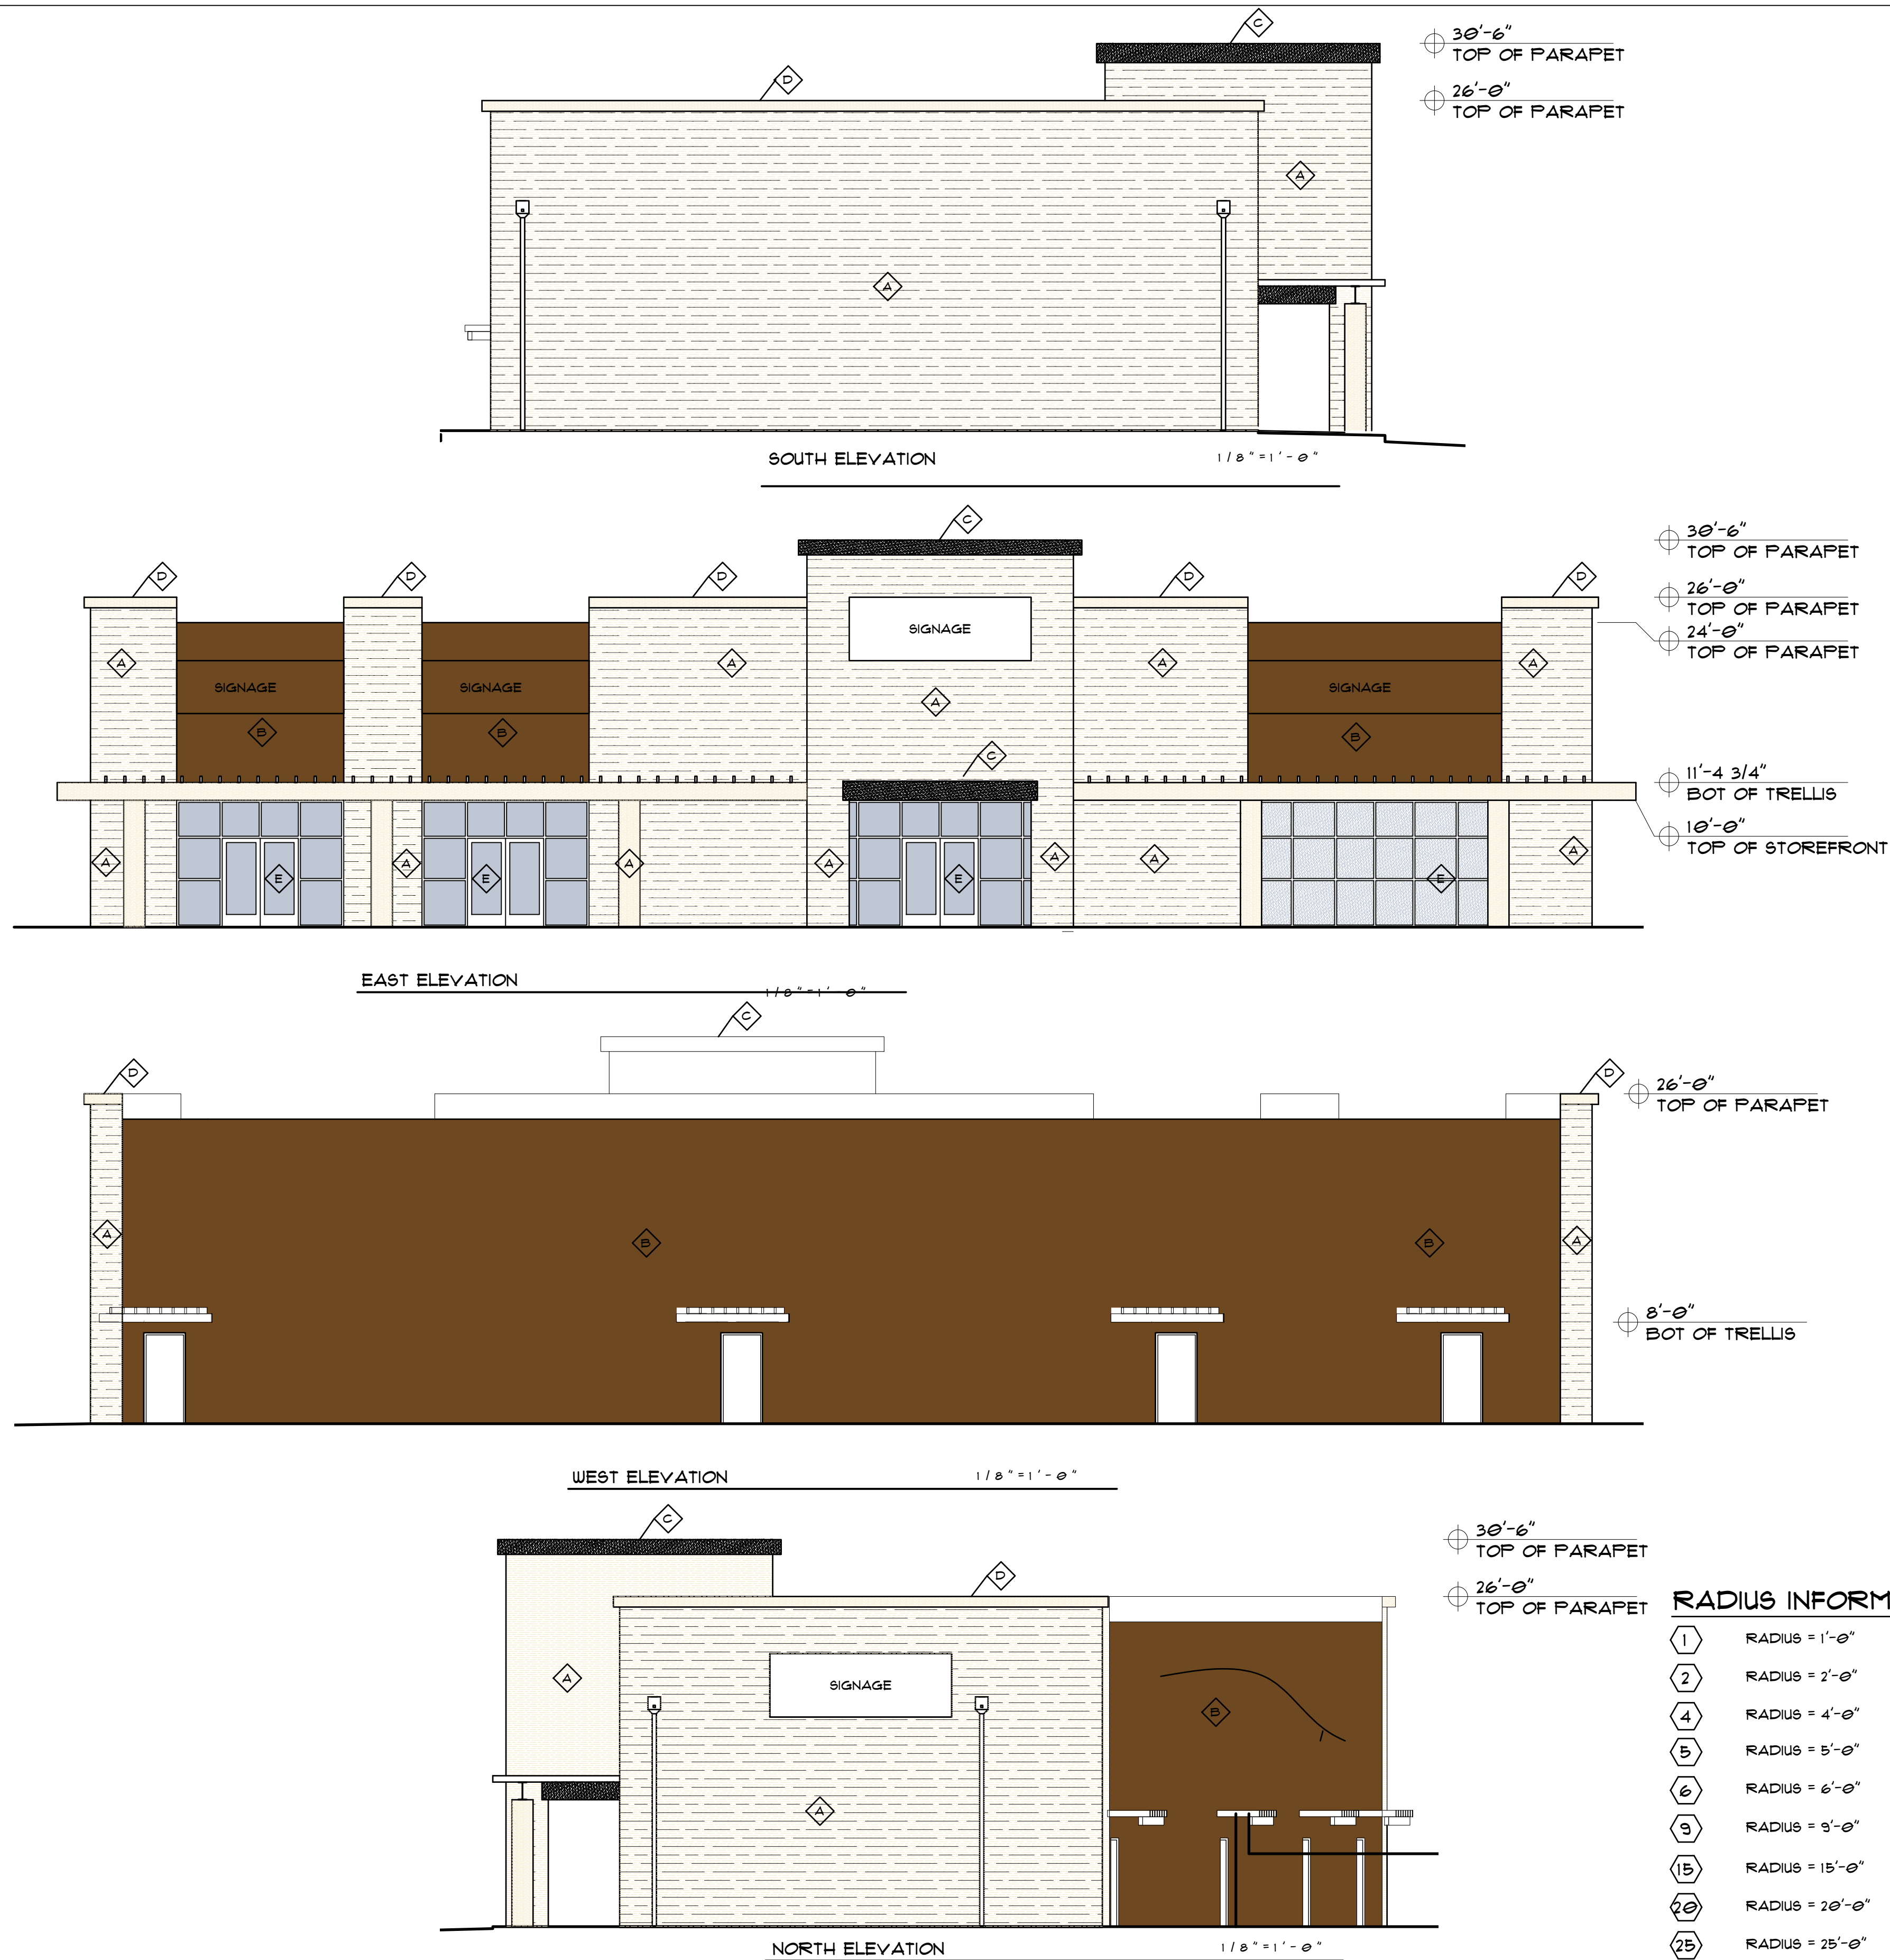 C
30'-6"
TOP OF PARAPET
D
26'-0"
TOP OF PARAPET
A
A
SOUTH ELEVATION 1/8"=1'-0"
C
30'-6"
TOP OF PARAPET
D D D D D
26'-0"
TOP OF PARAPET
SIGNAGE
24'-0"
TOP OF PARAPET
A A A A
SIGNAGE SIGNAGE SIGNAGE
A
B B B
C
11'-4 3/4"
BOT OF TRELLIS
10'-0"
TOP OF STOREFRONT
A A A A A A A
E E E E
EAST ELEVATION 1/8"=1'-0"
C
D D
26'-0"
TOP OF PARAPET
A B B A
8'-0"
BOT OF TRELLIS
WEST ELEVATION 1/8"=1'-0"
C
30'-6"
TOP OF PARAPET
D
26'-0"
TOP OF PARAPET
A
SIGNAGE
B
A
NORTH ELEVATION 1/8"=1'-0"
RADIUS INFORM
1 RADIUS = 1'-0"
2 RADIUS = 2'-0"
4 RADIUS = 4'-0"
5 RADIUS = 5'-0"
6 RADIUS = 6'-0"
9 RADIUS = 9'-0"
15 RADIUS = 15'-0"
20 RADIUS = 20'-0"
25 RADIUS = 25'-0"